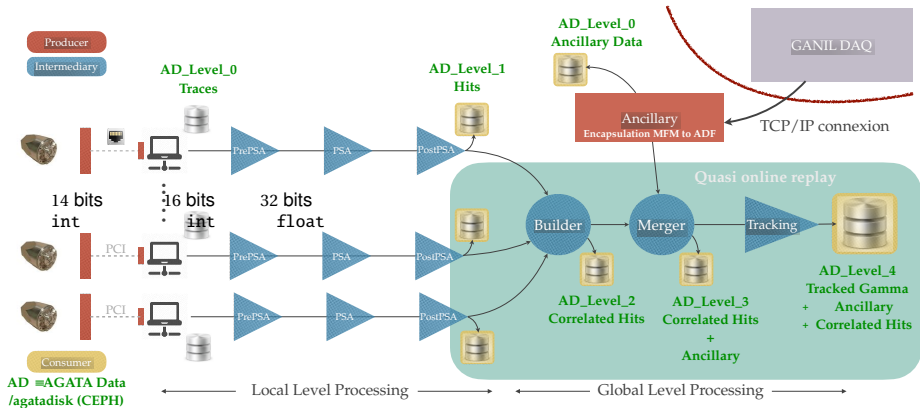 Producer
Intermediary
AD_Level_0
Traces
AD_Level_1
Hits
AD_Level_0
Ancillary Data
GANIL DAQ
Ancillary
Encapsulation MFM to ADF
TCP/IP connexion
PrePSA
PSA
PostPSA
Quasi online replay
14 bits
int
16 bits
int
32 bits
float
PCI
PrePSA
PSA
PostPSA
Builder
Merger
Tracking
PCI
PrePSA
PSA
PostPSA
AD_Level_2
Correlated Hits
AD_Level_3
Correlated Hits
+
Ancillary
AD_Level_4
Tracked Gamma
+ Ancillary
+ Correlated Hits
Consumer
AD ≡AGATA Data
/agatadisk (CEPH)
Local Level Processing
Global Level Processing